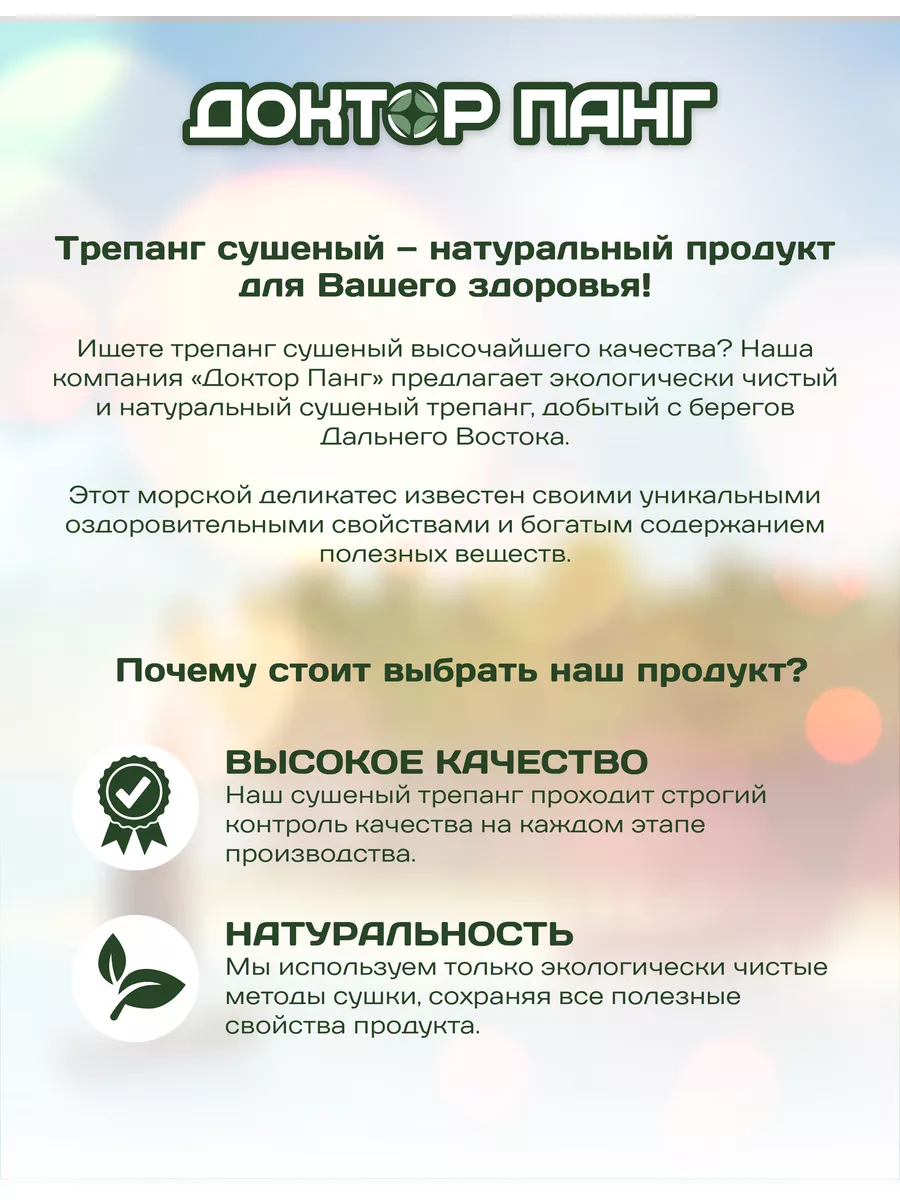 ДОКТОР ПАНГ
Трепанг сушеный – натуральный продукт
для Вашего здоровья!
Ищете трепанг сушеный высочайшего качества? Наша
компания «Доктор Панг» предлагает экологически чистый
и натуральный сушеный трепанг, добытый с берегов
Дальнего Востока.
Этот морской деликатес известен своими уникальными
оздоровительными свойствами и богатым содержанием
полезных веществ.
Почему стоит выбрать наш продукт?
ВЫСОКОЕ КАЧЕСТВО
Наш сушеный трепанг проходит строгий
контроль качества на каждом этапе
производства.
НАТУРАЛЬНОСТЬ
Мы используем только экологически чистые
методы сушки, сохраняя все полезные
свойства продукта.